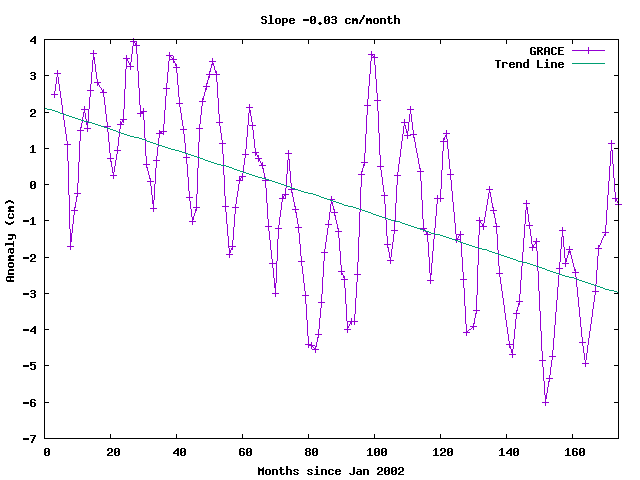 Slope -0.03 cm/month
GRACE
Trend Line
4
3
2
1
0
-1
-2
-3
-4
-5
-6
-7
Anomaly (cm)
0 20 40 60 80 100 120 140 160
Months since Jan 2002